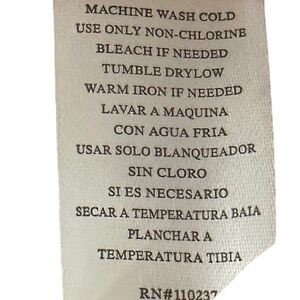 MACHINE WASH COLD
USE ONLY NON-CHLORINE
BLEACH IF NEEDED
TUMBLE DRYLOW
WARM IRON IF NEEDED
LAVAR A MAQUINA
CON AGUA FRIA
USAR SOLO BLANQUEADOR
SIN CLORO
SI ES NECESARIO
SECAR A TEMPERATURA BAJA
PLANCHAR A
TEMPERATURA TIBIA
RN#110237